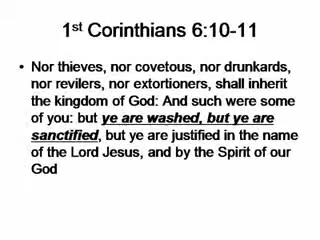 1st Corinthians 6:10-11
• Nor thieves, nor covetous, nor drunkards,
nor revilers, nor extortioners, shall inherit
the kingdom of God: And such were some
of you: but ye are washed, but ye are
sanctified, but ye are justified in the name
of the Lord Jesus, and by the Spirit of our
God